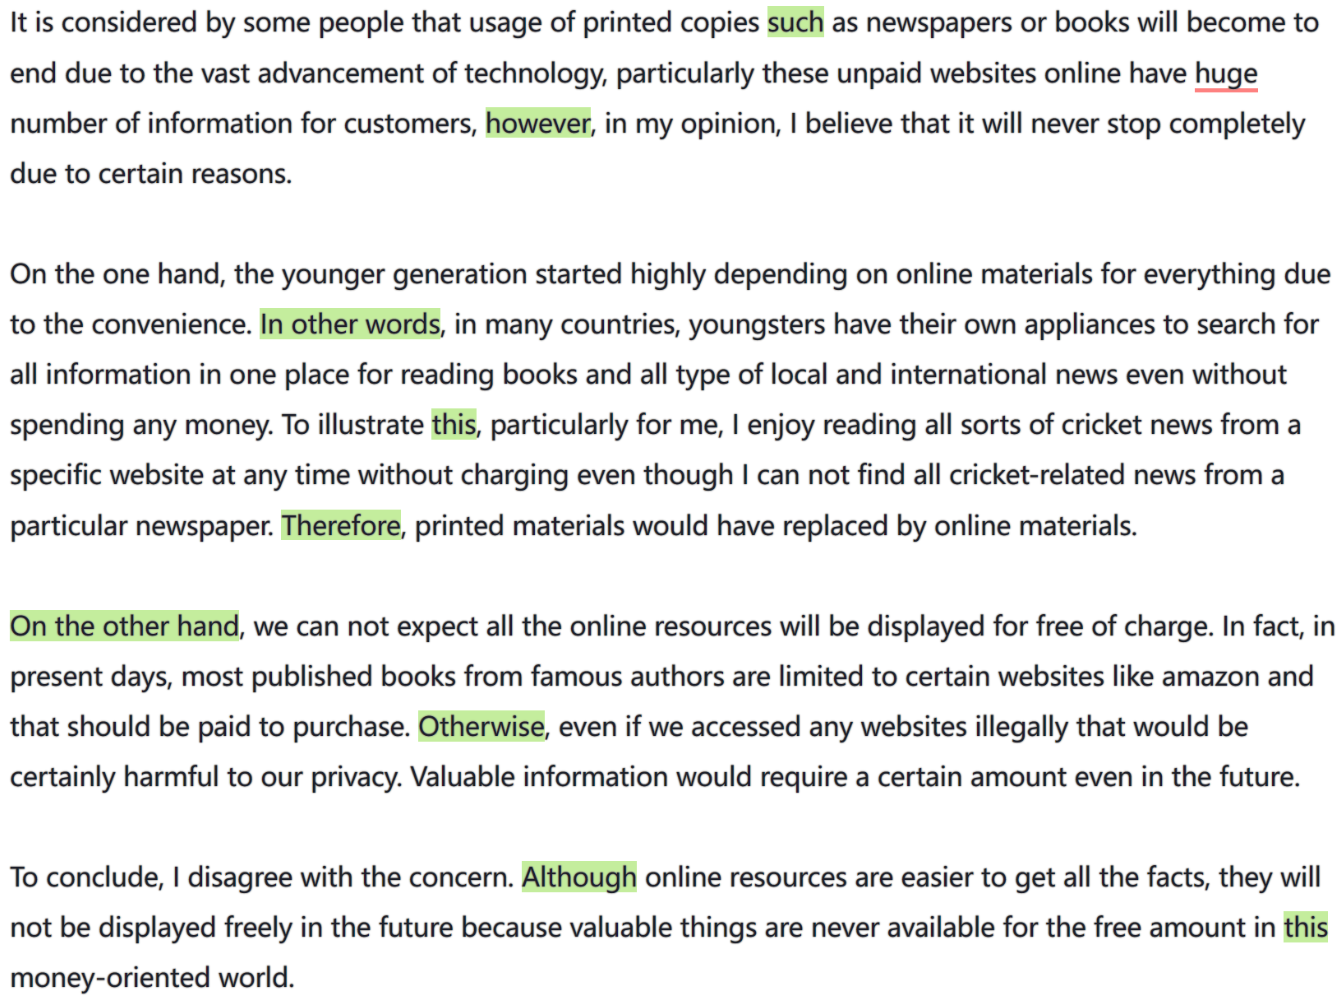 It is considered by some people that usage of printed copies such as newspapers or books will become to
end due to the vast advancement of technology, particularly these unpaid websites online have huge
number of information for customers, however, in my opinion, I believe that it will never stop completely
due to certain reasons.
On the one hand, the younger generation started highly depending on online materials for everything due
to the convenience. In other words, in many countries, youngsters have their own appliances to search for
all information in one place for reading books and all type of local and international news even without
spending any money. To illustrate this, particularly for me, I enjoy reading all sorts of cricket news from a
specific website at any time without charging even though I can not find all cricket-related news from a
particular newspaper. Therefore, printed materials would have replaced by online materials.
On the other hand, we can not expect all the online resources will be displayed for free of charge. In fact, in
present days, most published books from famous authors are limited to certain websites like amazon and
that should be paid to purchase. Otherwise, even if we accessed any websites illegally that would be
certainly harmful to our privacy. Valuable information would require a certain amount even in the future.
To conclude, I disagree with the concern. Although online resources are easier to get all the facts, they will
not be displayed freely in the future because valuable things are never available for the free amount in this
money-oriented world.